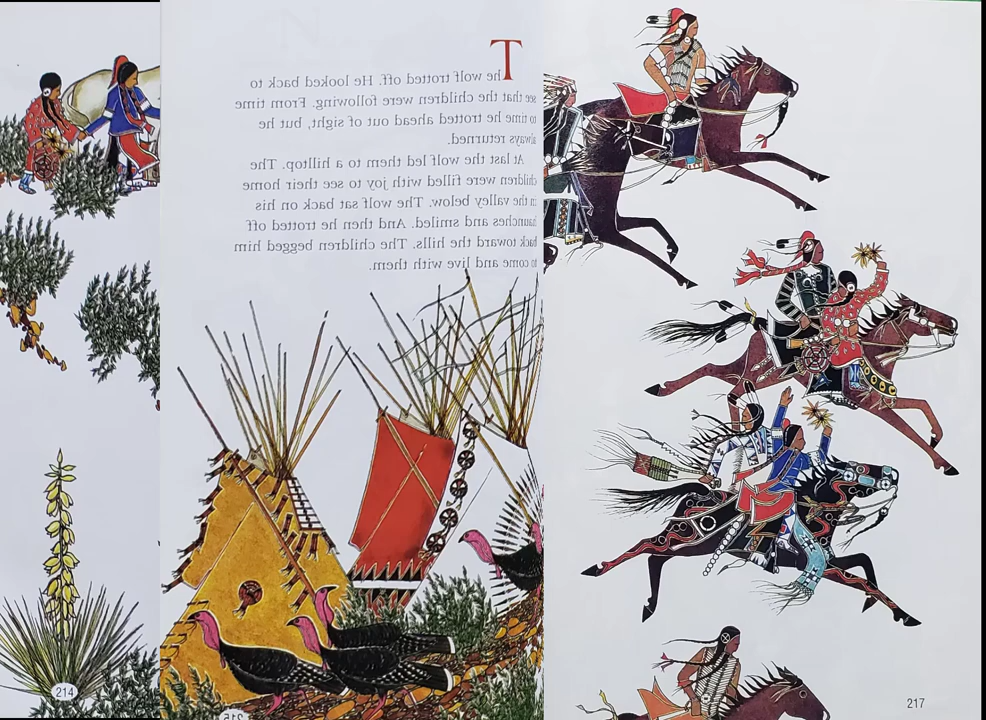 The wolf trotted off. He looked back to
see that the children were following. From time
to time he trotted ahead out of sight, but he
always returned.
At last the wolf led them to a hilltop. The
children were filled with joy to see their home
in the valley below. The wolf sat back on his
haunches and smiled. And then he trotted off
back toward the hills. The children begged him
to come and live with them.
214
215
217